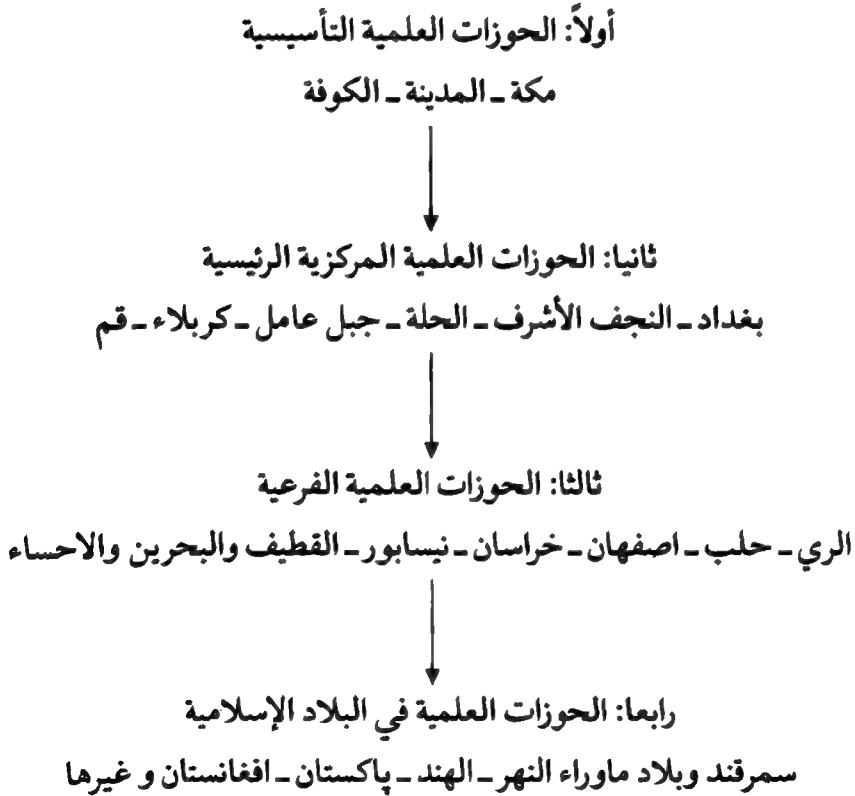 أولاً: الحوزات العلمية التأسيسية
مكة ـ المدينة ـ الكوفة
ثانيا: الحوزات العلمية المركزية الرئيسية
بغداد ـ النجف الأشرف ـ الحلة ـ جبل عامل ـ كربلاء ـ قم
ثالثا: الحوزات العلمية الفرعية
الري ـ حلب ـ اصفهان ـ خراسان ـ نيسابور ـ القطيف والبحرين والاحساء
رابعا: الحوزات العلمية في البلاد الإسلامية
سمرقند وبلاد ماوراء النهر ـ الهند ـ پاكستان ـ افغانستان و غيرها